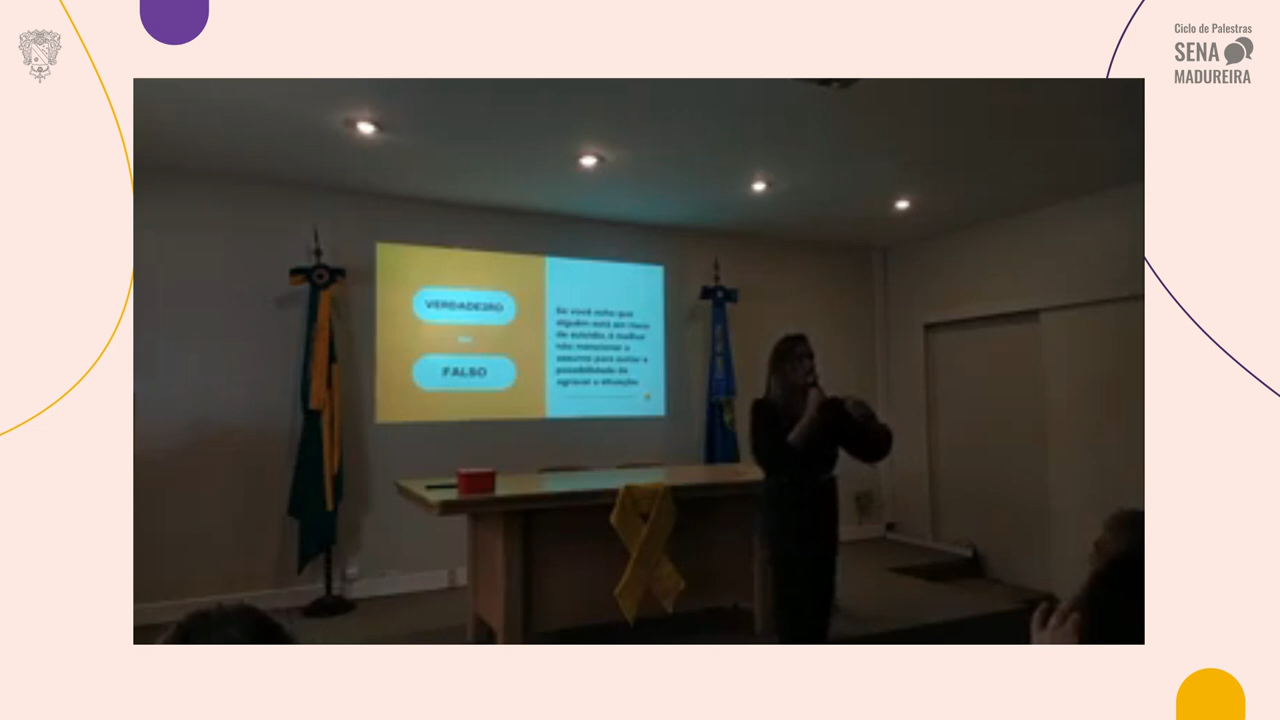 Ciclo de Palestras
SENA
MADUREIRA
VERDADEIRO
ou
FALSO
Se você acha que
alguém está em risco
de suicídio, é melhor
não mencionar o
assunto para evitar a
possibilidade de
agravar a situação